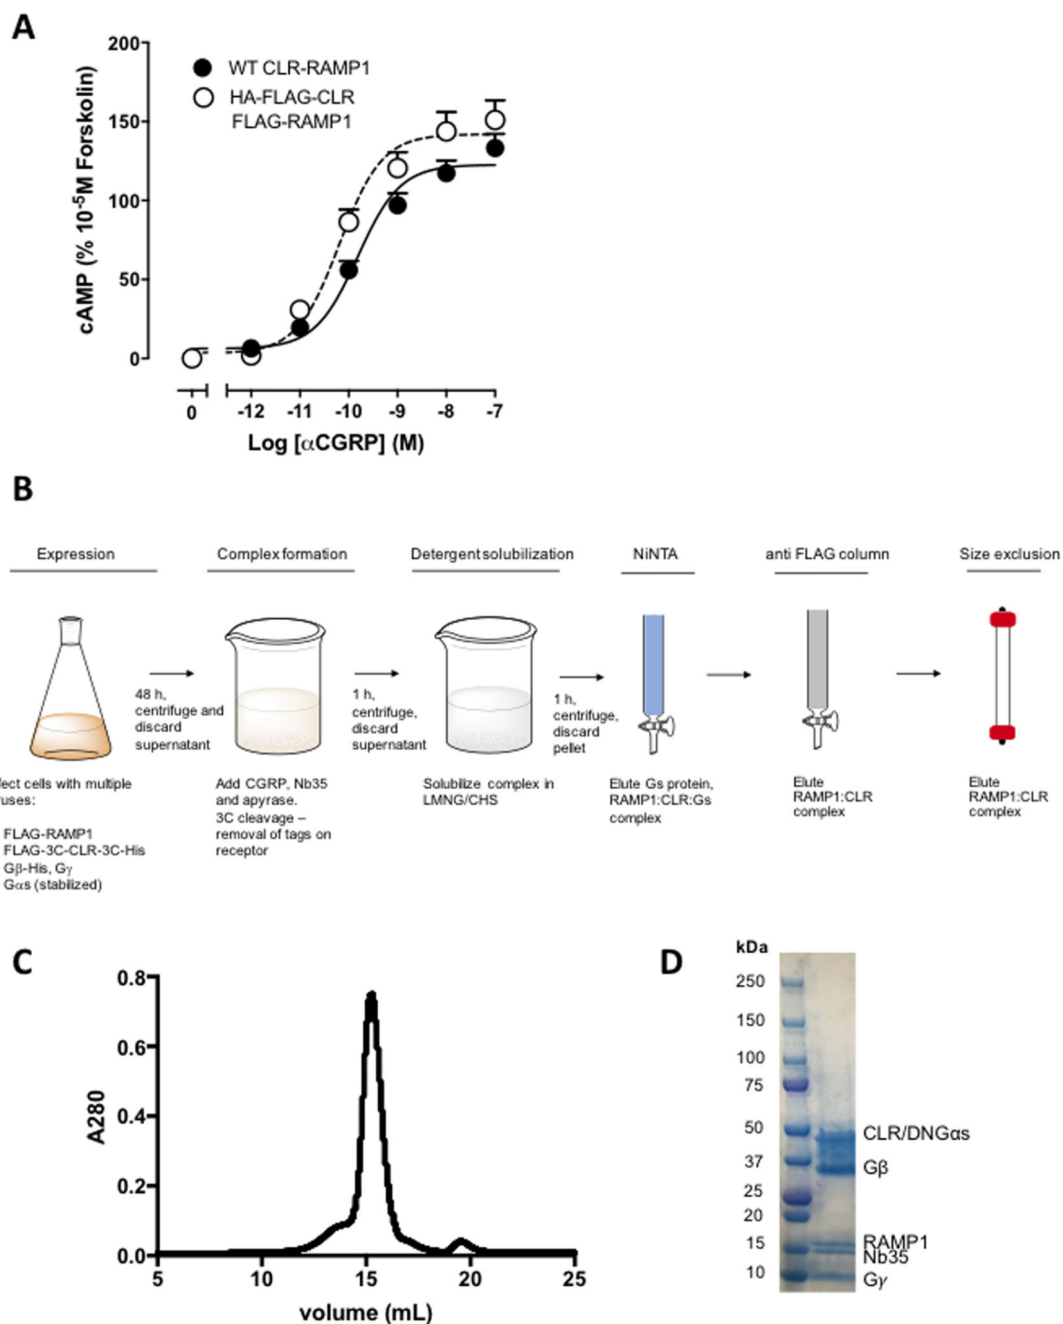 A
200
150
100
50
0
cAMP (% 10-5M Forskolin)
WT CLR-RAMP1
HA-FLAG-CLR
FLAG-RAMP1
0 -12 -11 -10 -9 -8 -7
Log [αCGRP] (M)
B
Expression
Complex formation
Detergent solubilization
NiNTA
anti FLAG column
Size exclusion
48 h,
centrifuge and
discard
supernatant
1 h,
centrifuge,
discard
supernatant
1 h,
centrifuge,
discard
pellet
ect cells with multiple
uses:
FLAG-RAMP1
FLAG-3C-CLR-3C-His
Gβ-His, Gγ
Gαs (stabilized)
Add CGRP, Nb35
and apyrase.
3C cleavage –
removal of tags on
receptor
Solubilize complex in
LMNG/CHS
Elute Gs protein,
RAMP1:CLR:Gs
complex
Elute
RAMP1:CLR
complex
Elute
RAMP1:CLR
complex
C
0.8
0.6
0.4
0.2
0.0
A280
5 10 15 20 25
volume (mL)
D
kDa
250
150
100
75
50
37
25
20
15
10
CLR/DNGαs
Gβ
RAMP1
Nb35
Gγ